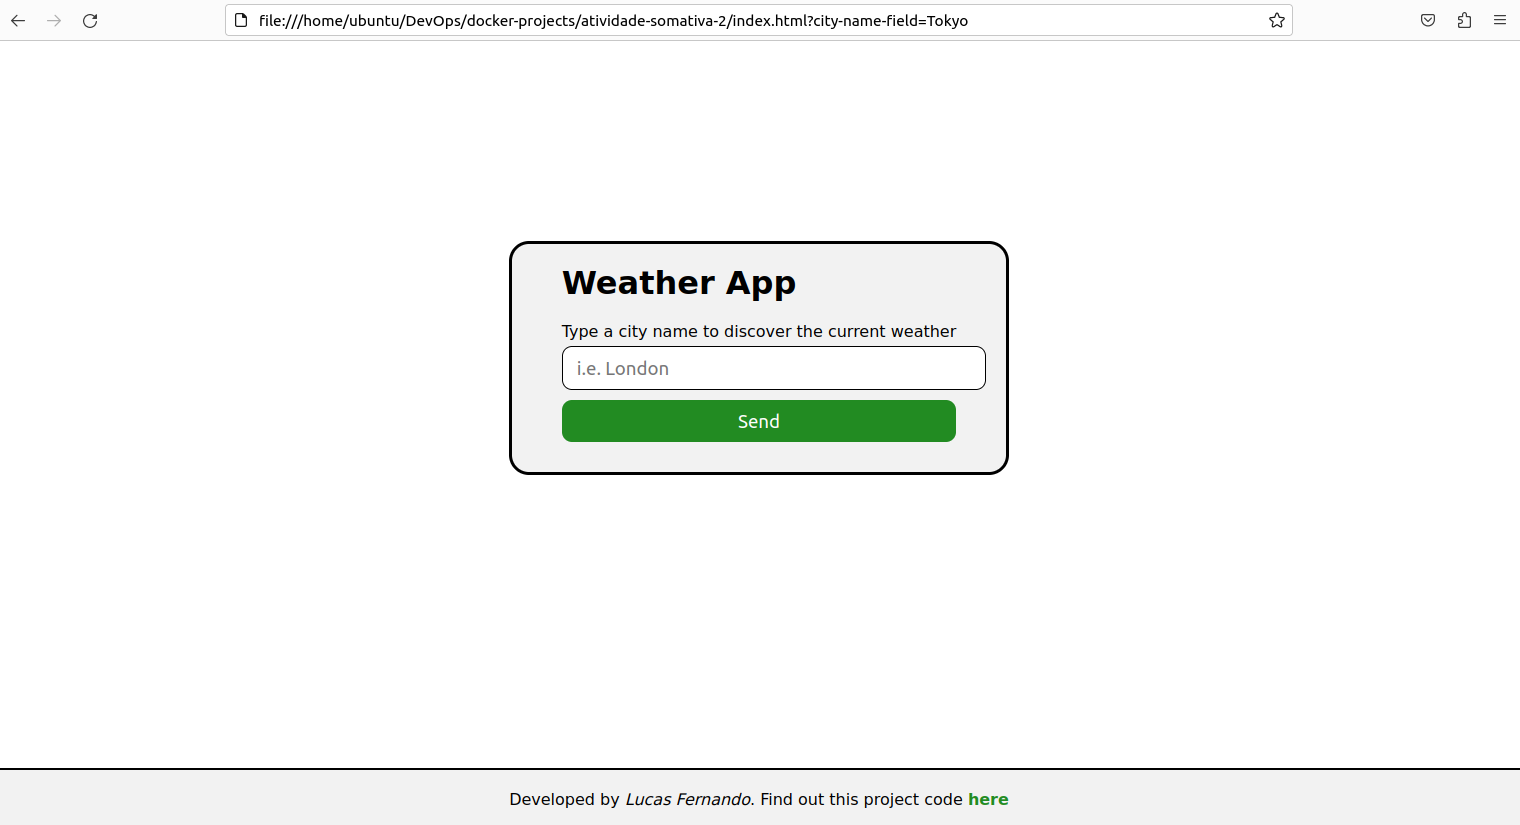 file:///home/ubuntu/DevOps/docker-projects/atividade-somativa-2/index.html?city-name-field=Tokyo
Weather App
Type a city name to discover the current weather
i.e. London
Send
Developed by Lucas Fernando. Find out this project code here